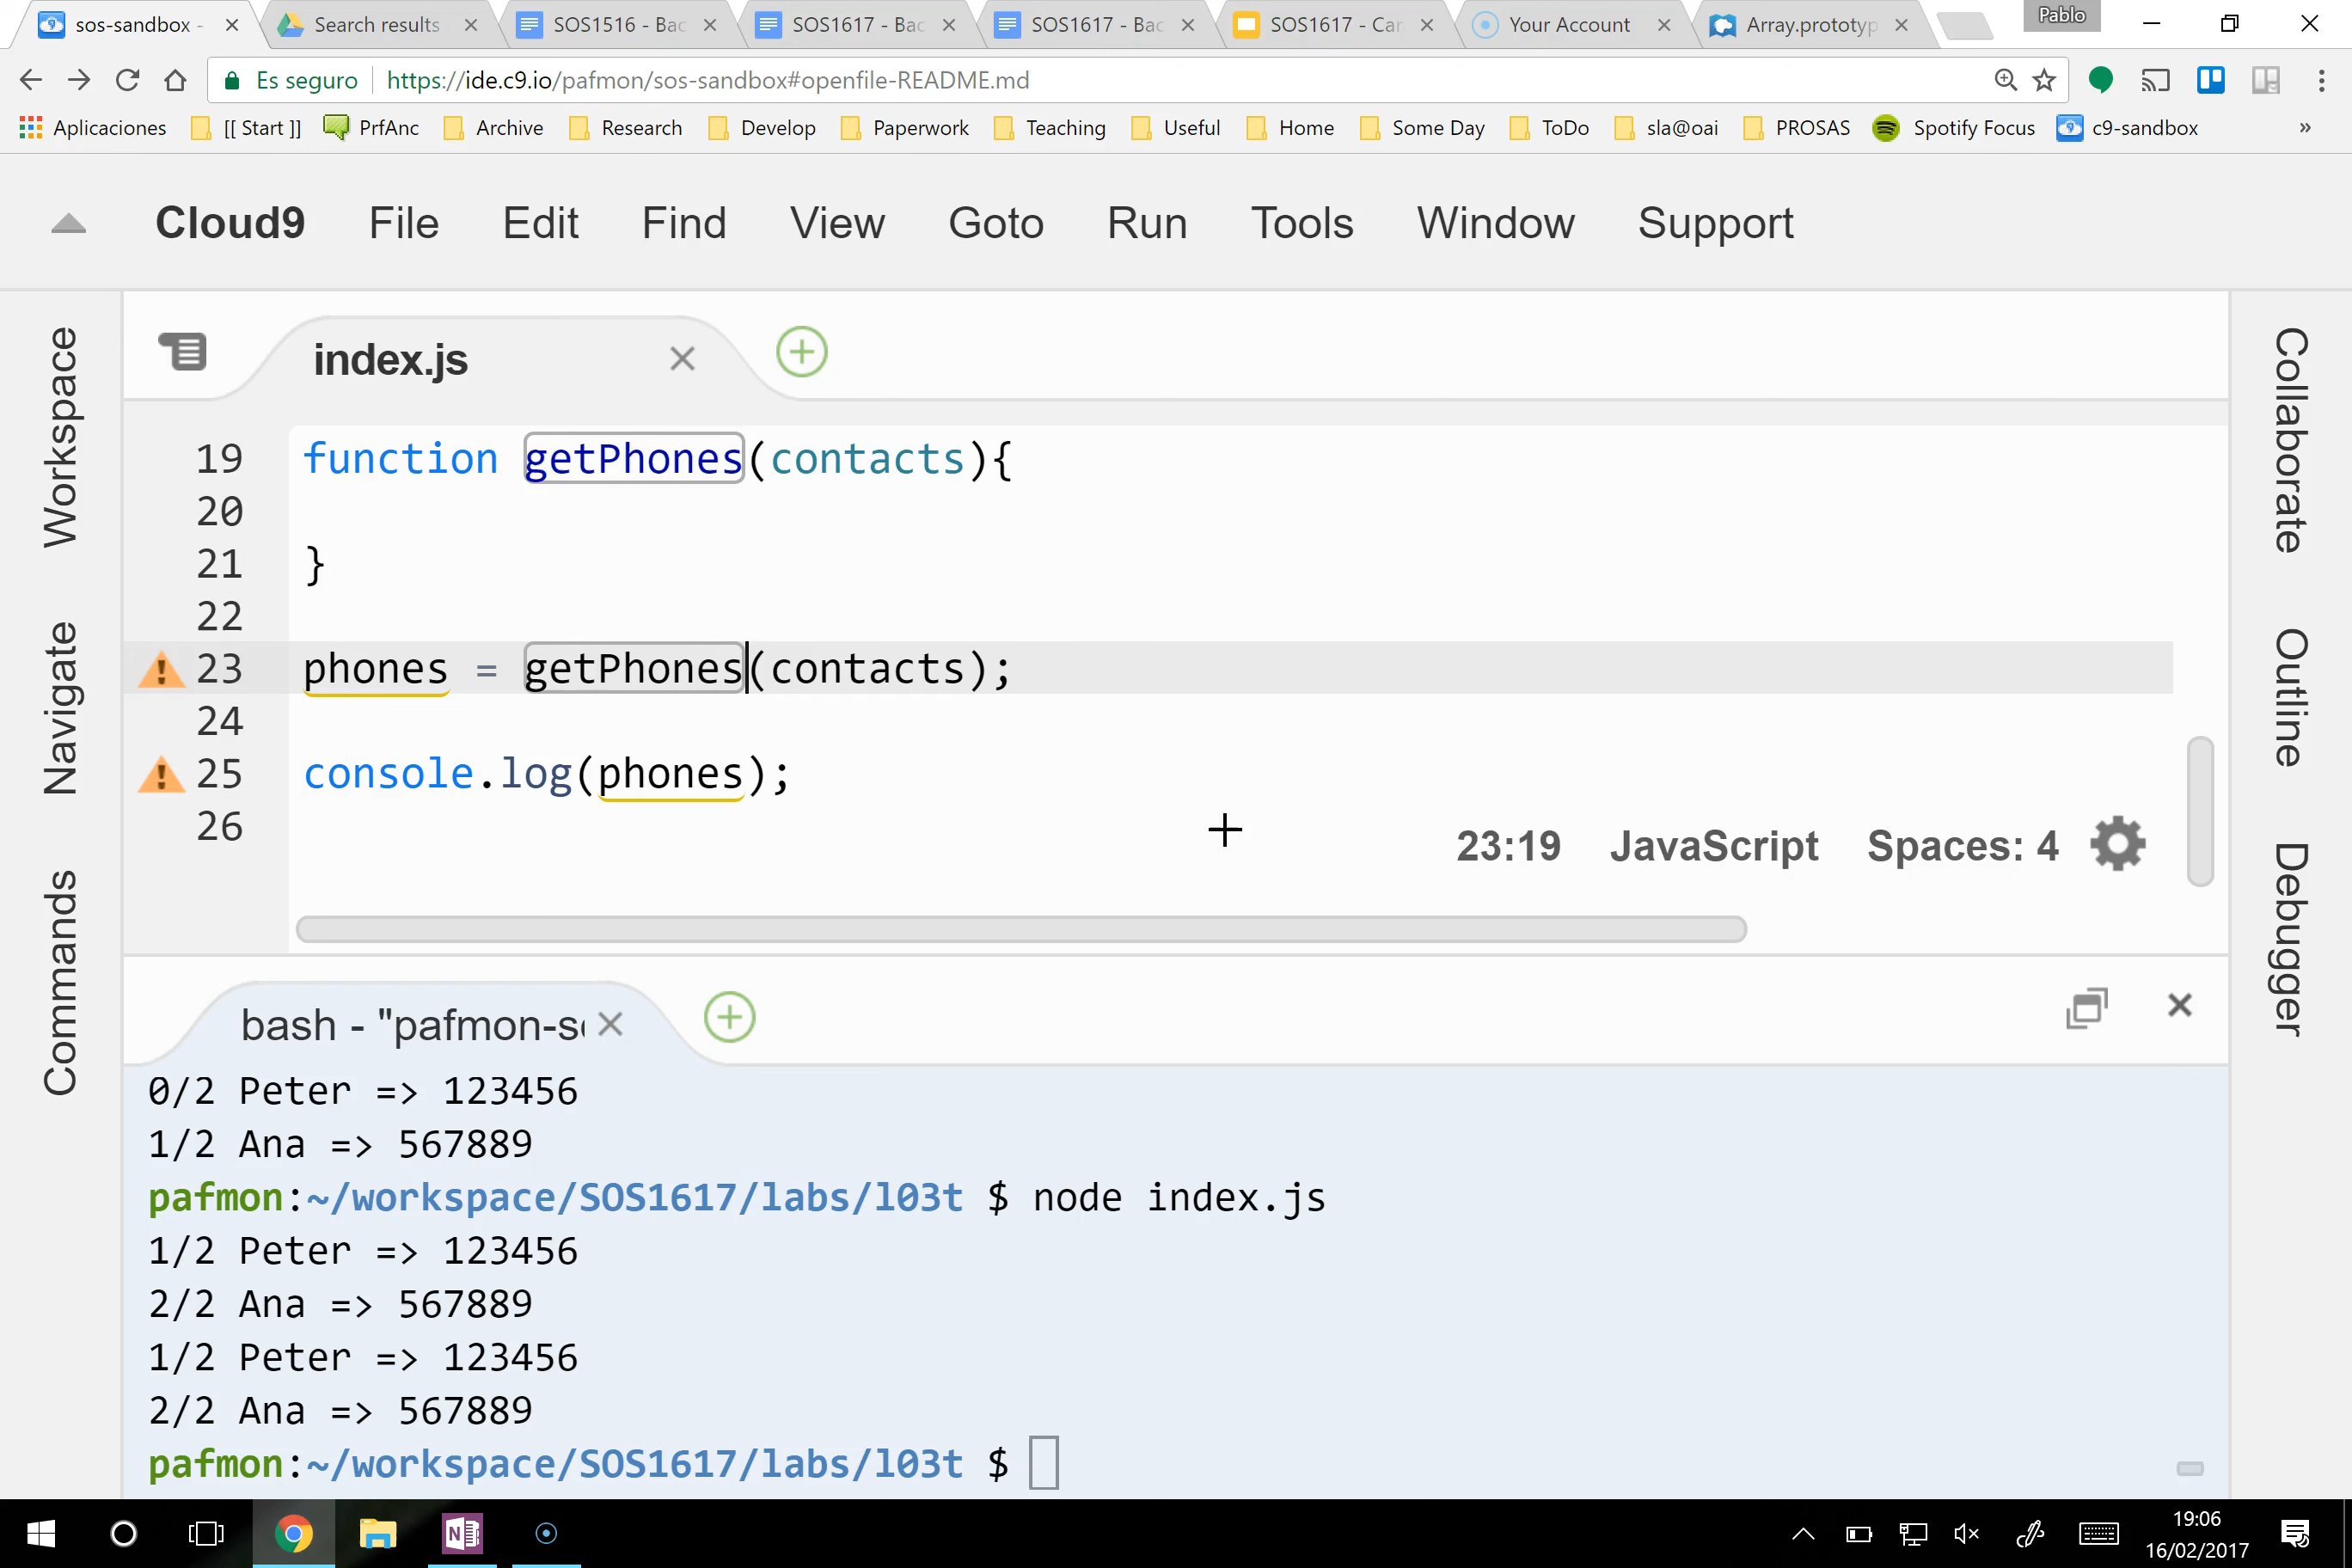 sos-sandbox -
Search results
SOS1516 - Bac
SOS1617 - Bac
SOS1617 - Bac
SOS1617 - Car
Your Account
Array.prototyp
Pablo
Es seguro
https://ide.c9.io/pafmon/sos-sandbox#openfile-README.md
Aplicaciones
[[ Start ]]
PrfAnc
Archive
Research
Develop
Paperwork
Teaching
Useful
Home
Some Day
ToDo
sla@oai
PROSAS
Spotify Focus
c9-sandbox
»
Cloud9 File Edit Find View Goto Run Tools Window Support
Workspace
Navigate
Commands
Collaborate
Outline
Debugger
index.js
19 function getPhones(contacts){
20
21 }
22
23 phones = getPhones(contacts);
24
25 console.log(phones);
26
23:19 JavaScript Spaces: 4
bash - "pafmon-s
0/2 Peter => 123456
1/2 Ana => 567889
pafmon:~/workspace/SOS1617/labs/l03t $ node index.js
1/2 Peter => 123456
2/2 Ana => 567889
1/2 Peter => 123456
2/2 Ana => 567889
pafmon:~/workspace/SOS1617/labs/l03t $
19:06
16/02/2017